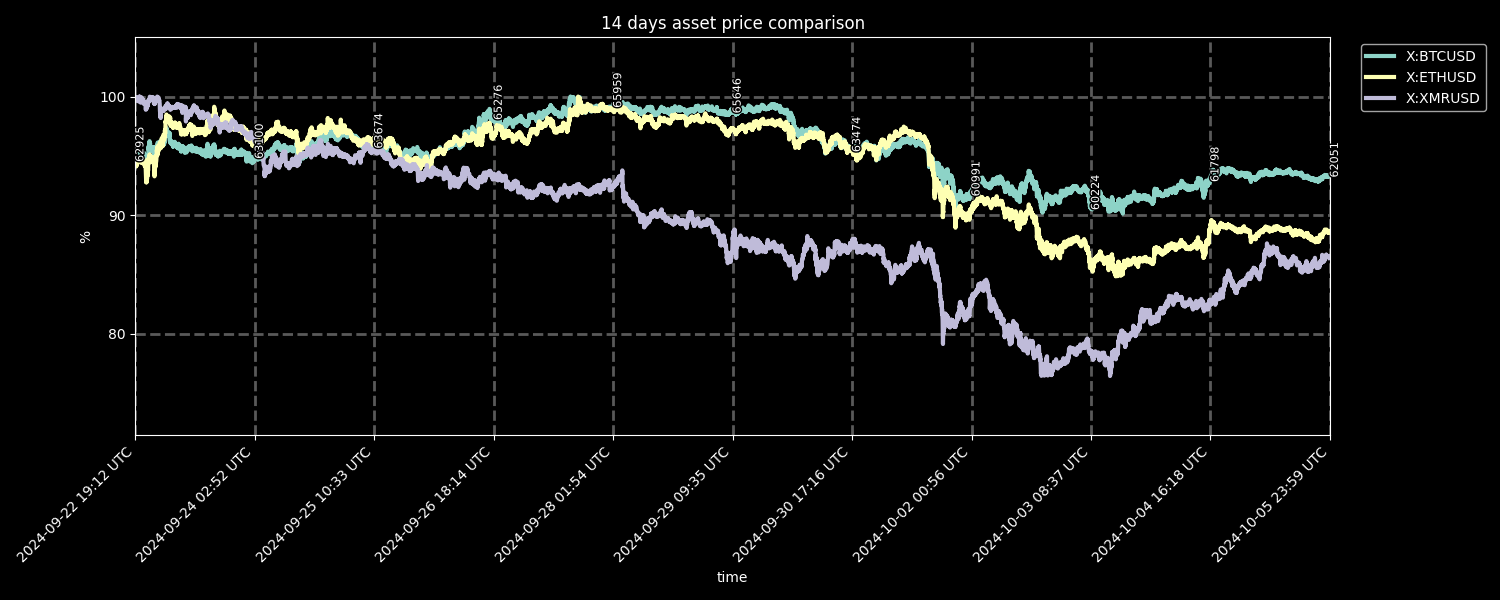 14 days asset price comparison
X:BTCUSD
X:ETHUSD
X:XMRUSD
100
90
80
%
62925
63100
63674
65276
65959
65646
63474
60991
60224
61798
62051
2024-09-22 19:12 UTC
2024-09-24 02:52 UTC
2024-09-25 10:33 UTC
2024-09-26 18:14 UTC
2024-09-28 01:54 UTC
2024-09-29 09:35 UTC
2024-09-30 17:16 UTC
2024-10-02 00:56 UTC
2024-10-03 08:37 UTC
2024-10-04 16:18 UTC
2024-10-05 23:59 UTC
time